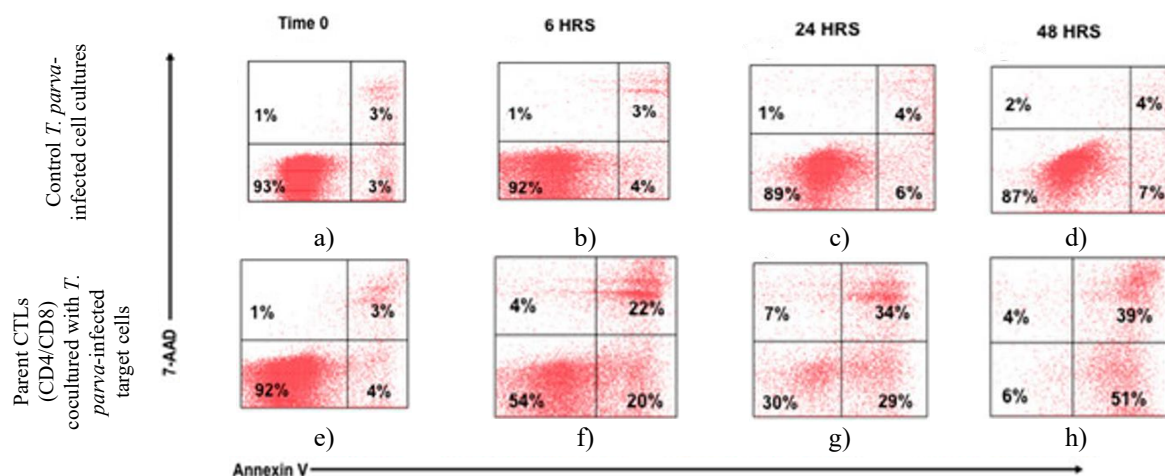 Time 0
6 HRS
24 HRS
48 HRS
Control T. parva-
infected cell cultures
1%
3%
93%
3%
a)
1%
3%
92%
4%
b)
1%
4%
89%
6%
c)
2%
4%
87%
7%
d)
Parent CTLs
(CD4/CD8)
cocultured with T.
parva-infected
target cells
7-AAD
1%
3%
92%
4%
e)
4%
22%
54%
20%
f)
7%
34%
30%
29%
g)
4%
39%
6%
51%
h)
Annexin V